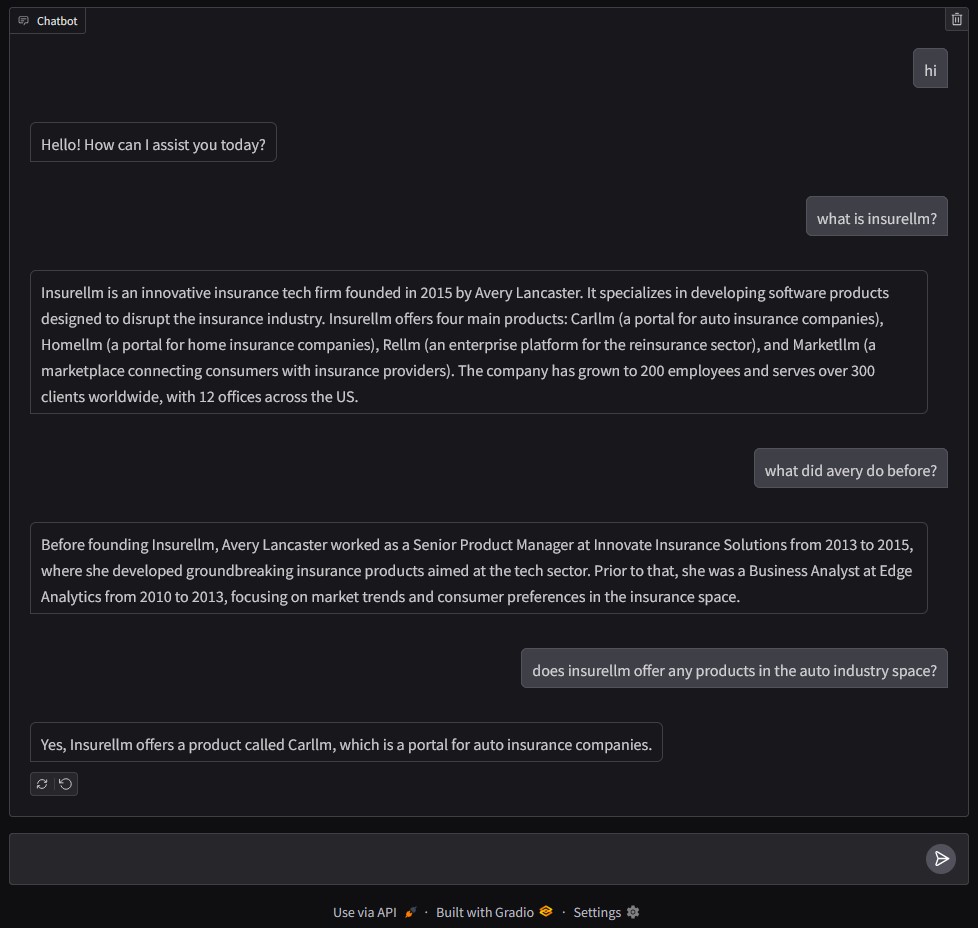 Chatbot
hi
Hello! How can I assist you today?
what is insurellm?
Insurellm is an innovative insurance tech firm founded in 2015 by Avery Lancaster. It specializes in developing software products
designed to disrupt the insurance industry. Insurellm offers four main products: Carllm (a portal for auto insurance companies),
Homellm (a portal for home insurance companies), Rellm (an enterprise platform for the reinsurance sector), and Marketllm (a
marketplace connecting consumers with insurance providers). The company has grown to 200 employees and serves over 300
clients worldwide, with 12 offices across the US.
what did avery do before?
Before founding Insurellm, Avery Lancaster worked as a Senior Product Manager at Innovate Insurance Solutions from 2013 to 2015,
where she developed groundbreaking insurance products aimed at the tech sector. Prior to that, she was a Business Analyst at Edge
Analytics from 2010 to 2013, focusing on market trends and consumer preferences in the insurance space.
does insurellm offer any products in the auto industry space?
Yes, Insurellm offers a product called Carllm, which is a portal for auto insurance companies.
Use via API · Built with Gradio · Settings